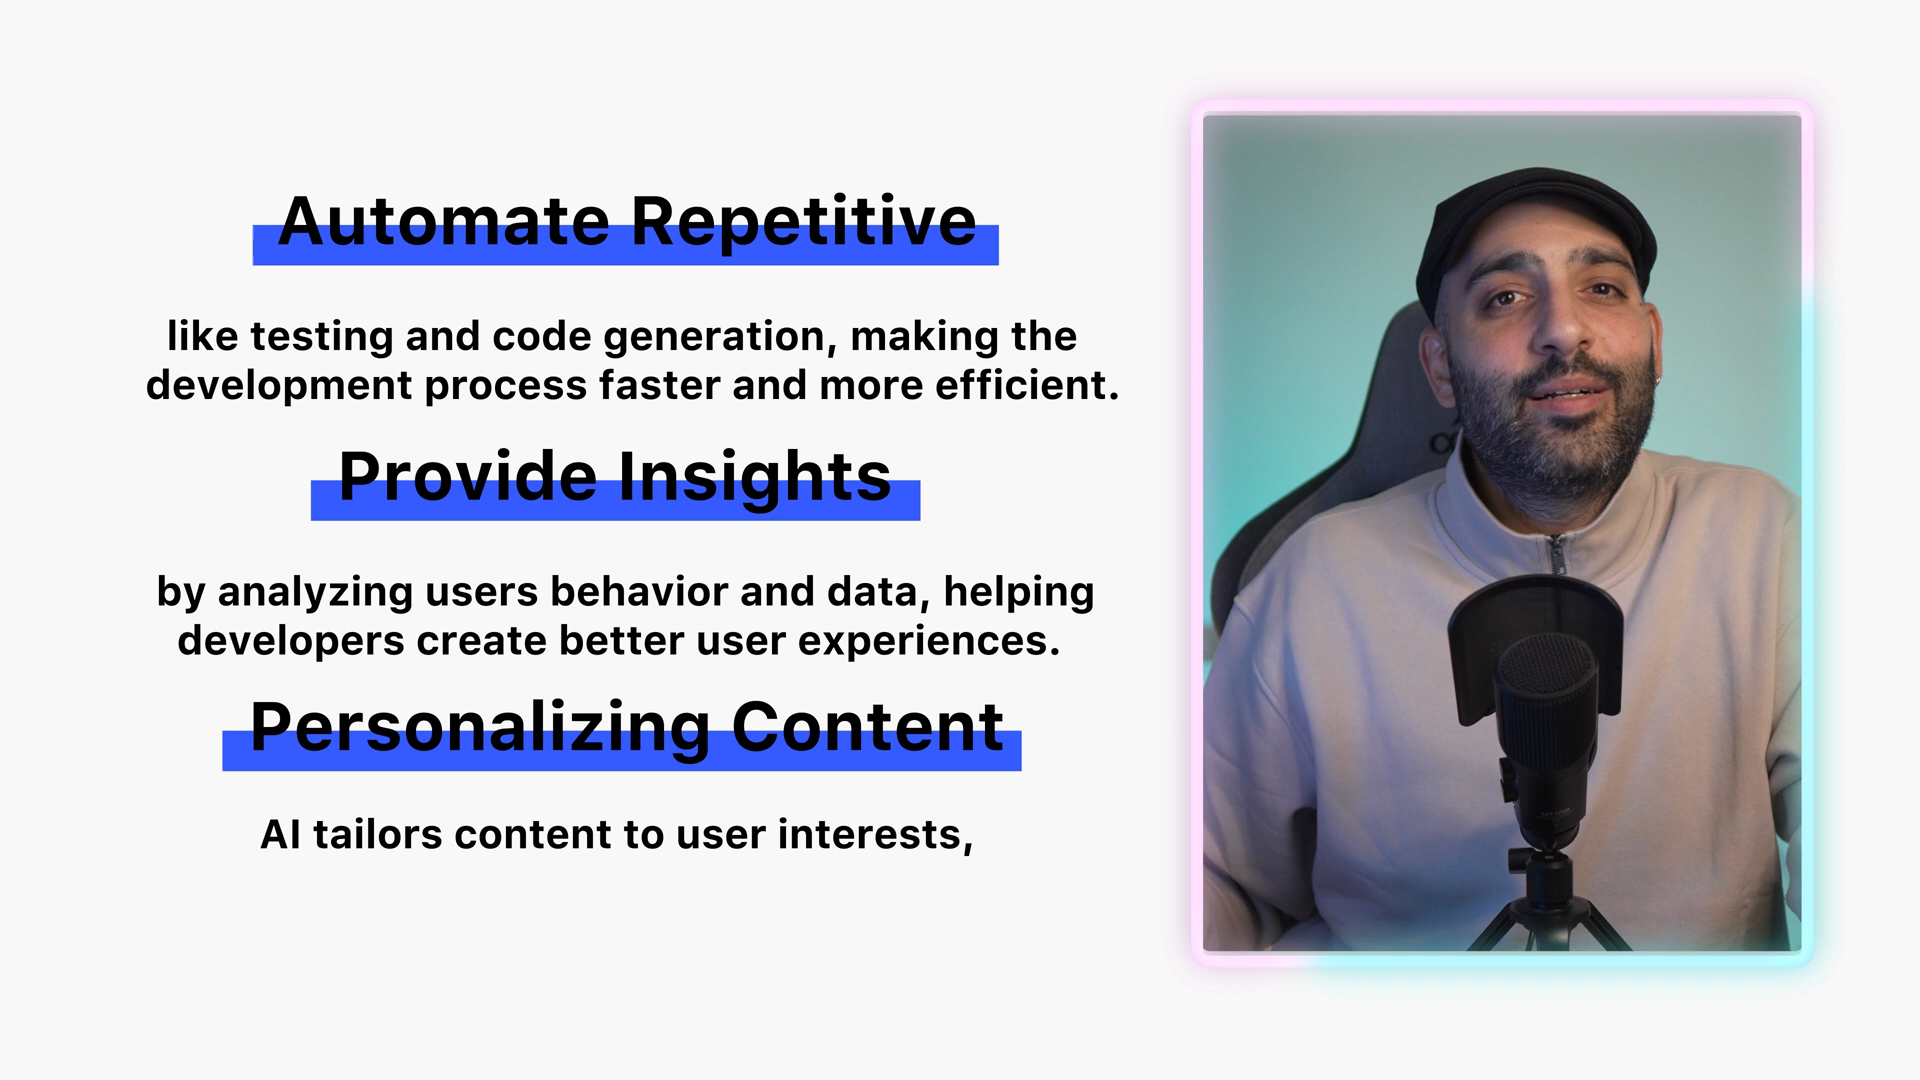 Automate Repetitive
like testing and code generation, making the
development process faster and more efficient.
Provide Insights
by analyzing users behavior and data, helping
developers create better user experiences.
Personalizing Content
AI tailors content to user interests,